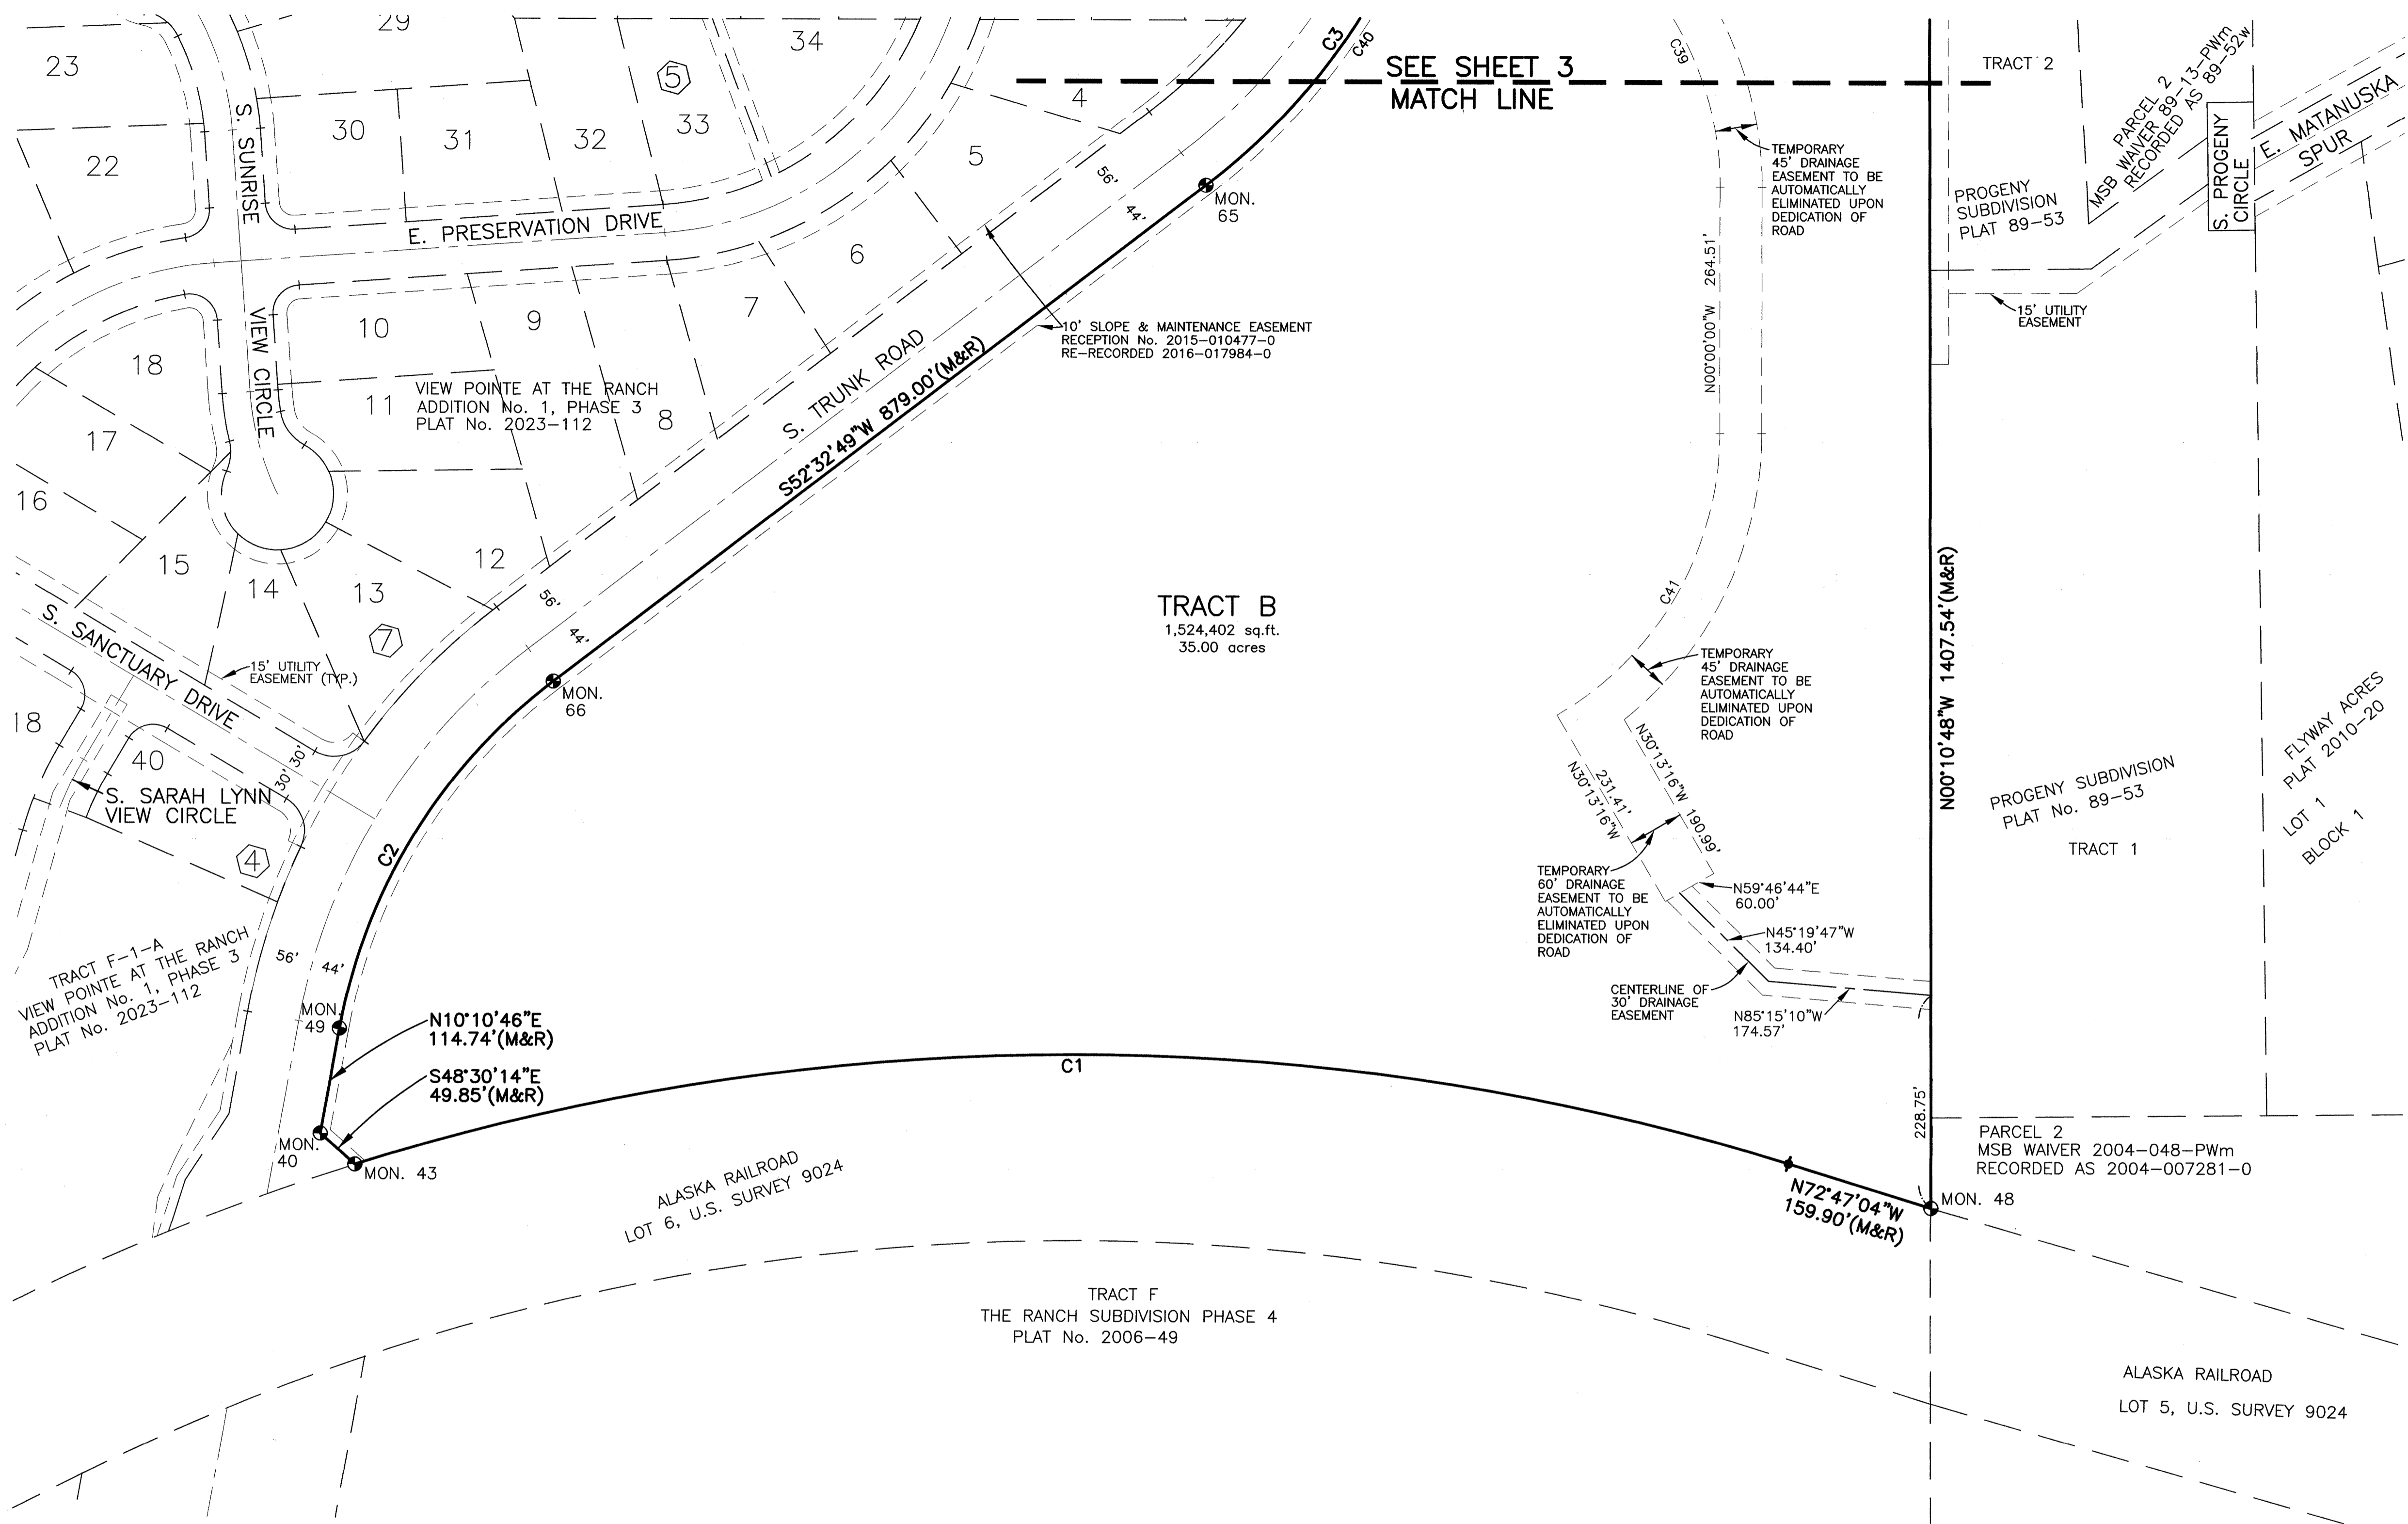 SEE SHEET 3
MATCH LINE
23
22
29
30
31
32
33
34
5
4
5
6
7
8
9
10
11
12
13
14
15
16
17
18
7
18
40
4
S. SUNRISE
VIEW CIRCLE
E. PRESERVATION DRIVE
VIEW POINTE AT THE RANCH
ADDITION No. 1, PHASE 3
PLAT No. 2023-112
S. SANCTUARY DRIVE
15' UTILITY
EASEMENT (TYP.)
30'
30'
S. SARAH LYNN
VIEW CIRCLE
TRACT F-1-A
VIEW POINTE AT THE RANCH
ADDITION No. 1, PHASE 3
PLAT No. 2023-112
C3
C40
56'
44'
MON.
65
10' SLOPE & MAINTENANCE EASEMENT
RECEPTION No. 2015-010477-0
RE-RECORDED 2016-017984-0
S. TRUNK ROAD
S52°32'49"W 879.00'(M&R)
56'
44'
MON.
66
C2
56'
44'
MON.
49
N10°10'46"E
114.74'(M&R)
S48°30'14"E
49.85'(M&R)
MON.
40
MON. 43
C1
TRACT B
1,524,402 sq.ft.
35.00 acres
C39
TEMPORARY
45' DRAINAGE
EASEMENT TO BE
AUTOMATICALLY
ELIMINATED UPON
DEDICATION OF
ROAD
N00°00'00"W 264.51'
C41
TEMPORARY
45' DRAINAGE
EASEMENT TO BE
AUTOMATICALLY
ELIMINATED UPON
DEDICATION OF
ROAD
N30°13'16"W 190.99'
231.41'
N30°13'16"W
TEMPORARY
60' DRAINAGE
EASEMENT TO BE
AUTOMATICALLY
ELIMINATED UPON
DEDICATION OF
ROAD
N59°46'44"E
60.00'
N45°19'47"W
134.40'
CENTERLINE OF
30' DRAINAGE
EASEMENT
N85°15'10"W
174.57'
N00°10'48"W 1407.54'(M&R)
228.75'
N72°47'04"W
159.90'(M&R)
MON. 48
TRACT 2
PARCEL 2
MSB WAIVER 89-13-PWm
RECORDED AS 89-52w
S. PROGENY
CIRCLE
E. MATANUSKA
SPUR
PROGENY
SUBDIVISION
PLAT 89-53
15' UTILITY
EASEMENT
PROGENY SUBDIVISION
PLAT No. 89-53
TRACT 1
FLYWAY ACRES
PLAT 2010-20
LOT 1
BLOCK 1
PARCEL 2
MSB WAIVER 2004-048-PWm
RECORDED AS 2004-007281-0
ALASKA RAILROAD
LOT 6, U.S. SURVEY 9024
TRACT F
THE RANCH SUBDIVISION PHASE 4
PLAT No. 2006-49
ALASKA RAILROAD
LOT 5, U.S. SURVEY 9024